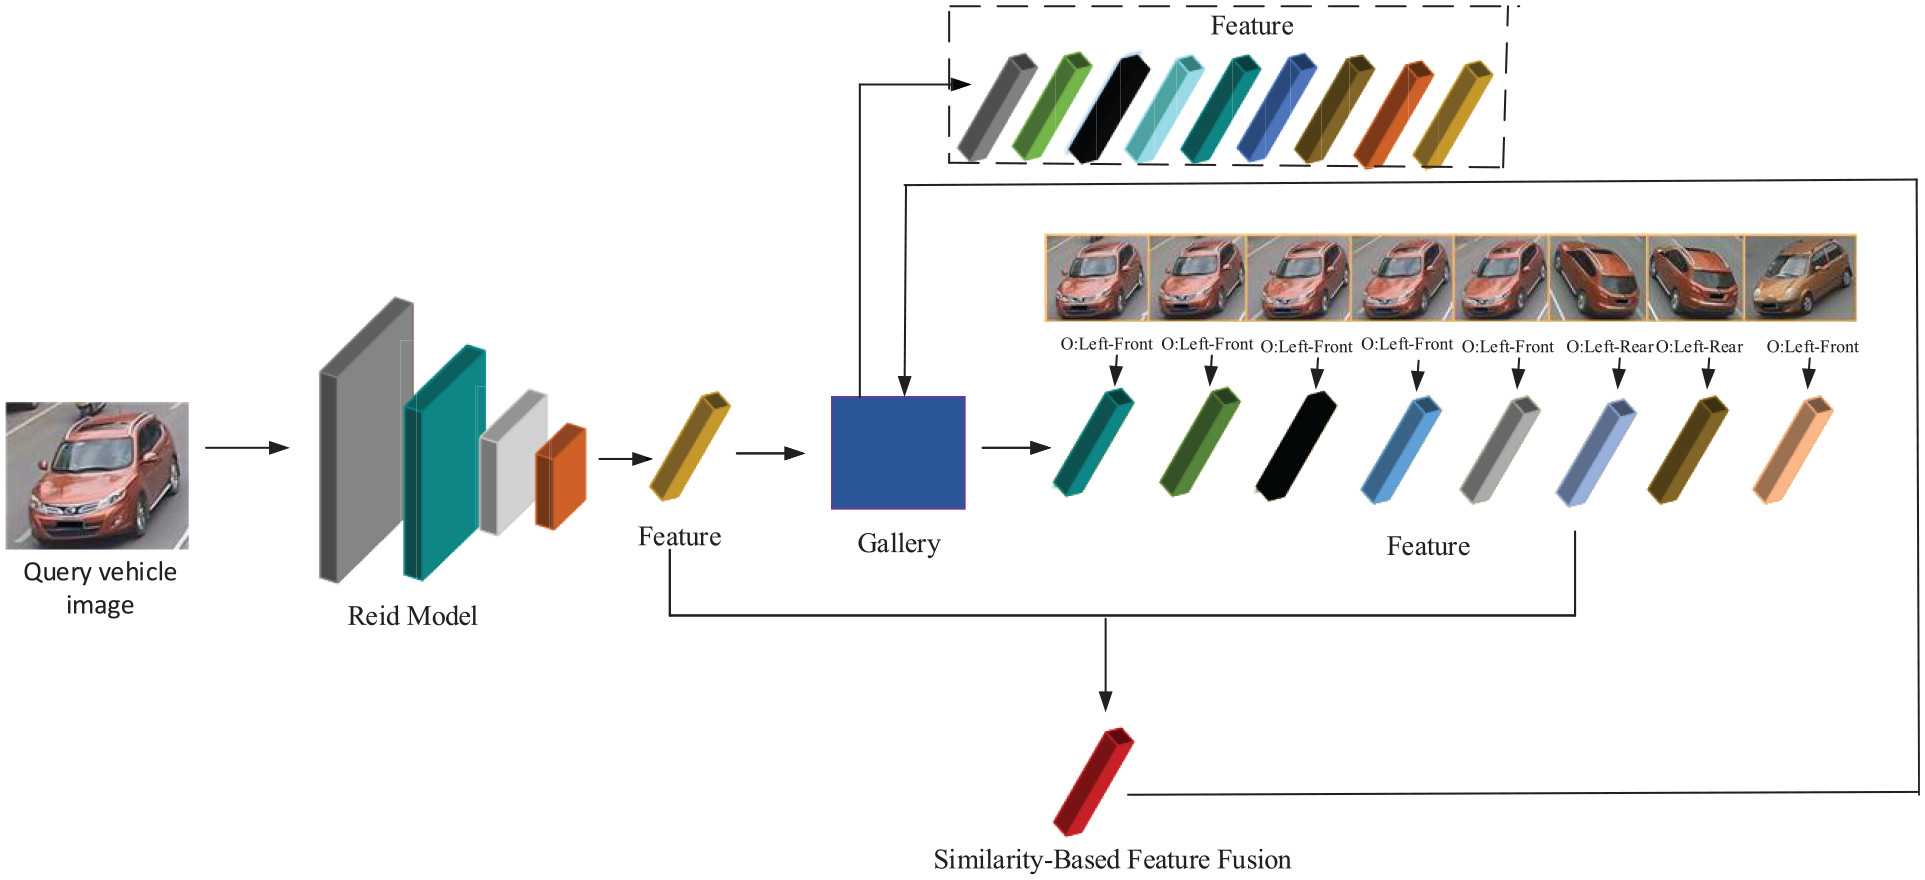 Feature
O:Left-Front O:Left-Front O:Left-Front O:Left-Front O:Left-Front O:Left-Rear O:Left-Rear O:Left-Front
Feature
Gallery
Feature
Query vehicle
image
Reid Model
Similarity-Based Feature Fusion